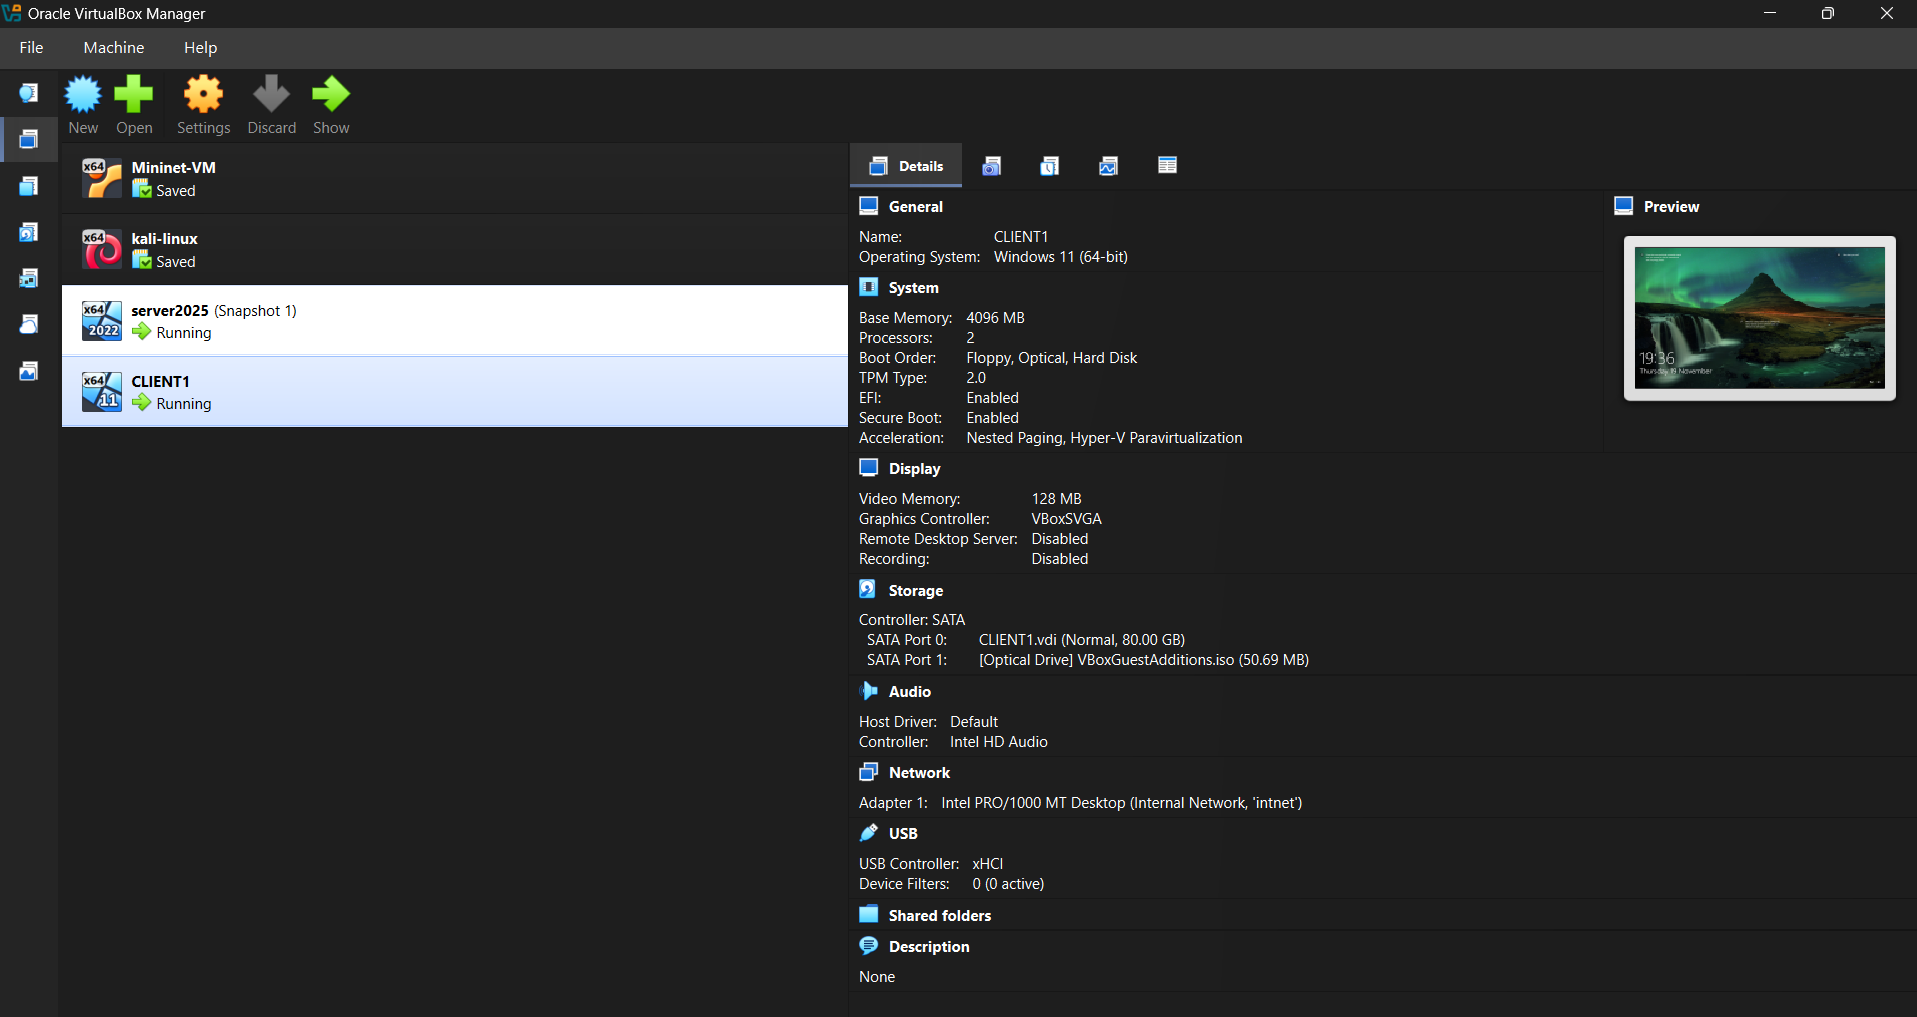 Oracle VirtualBox Manager
File Machine Help
New Open Settings Discard Show
x64 Mininet-VM
Saved
x64 kali-linux
Saved
x64 2022 server2025 (Snapshot 1)
Running
x64 11 CLIENT1
Running
Details
General
Name: CLIENT1
Operating System: Windows 11 (64-bit)
System
Base Memory: 4096 MB
Processors: 2
Boot Order: Floppy, Optical, Hard Disk
TPM Type: 2.0
EFI: Enabled
Secure Boot: Enabled
Acceleration: Nested Paging, Hyper-V Paravirtualization
Display
Video Memory: 128 MB
Graphics Controller: VBoxSVGA
Remote Desktop Server: Disabled
Recording: Disabled
Storage
Controller: SATA
SATA Port 0: CLIENT1.vdi (Normal, 80.00 GB)
SATA Port 1: [Optical Drive] VBoxGuestAdditions.iso (50.69 MB)
Audio
Host Driver: Default
Controller: Intel HD Audio
Network
Adapter 1: Intel PRO/1000 MT Desktop (Internal Network, 'intnet')
USB
USB Controller: xHCI
Device Filters: 0 (0 active)
Shared folders
Description
None
Preview
19:36
Thursday, November